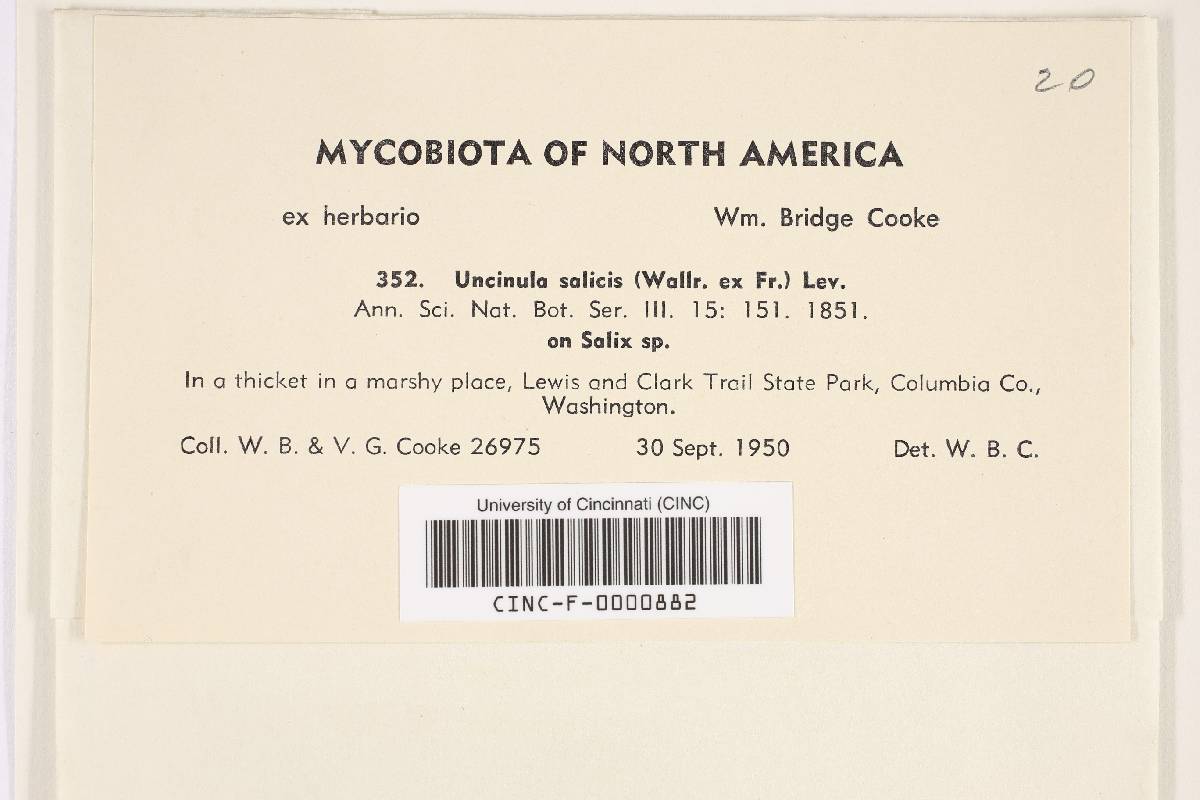 20
MYCOBIOTA OF NORTH AMERICA
ex herbario Wm. Bridge Cooke
352. Uncinula salicis (Wallr. ex Fr.) Lev.
Ann. Sci. Nat. Bot. Ser. III. 15: 151. 1851.
on Salix sp.
In a thicket in a marshy place, Lewis and Clark Trail State Park, Columbia Co.,
Washington.
Coll. W. B. & V. G. Cooke 26975 30 Sept. 1950 Det. W. B. C.
University of Cincinnati (CINC)
CINC-F-0000882